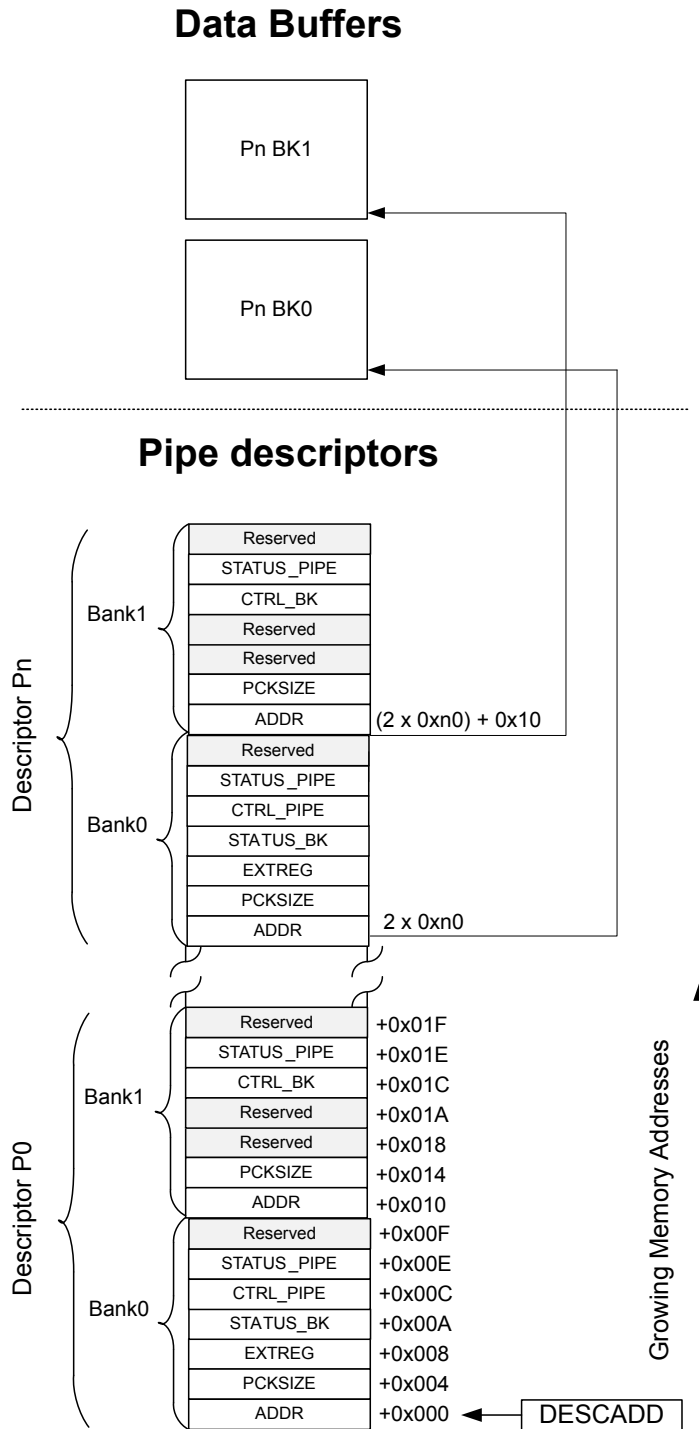 Data Buffers
Pn BK1
Pn BK0
Pipe descriptors
Descriptor Pn
Bank1
Reserved
STATUS_PIPE
CTRL_BK
Reserved
Reserved
PCKSIZE
ADDR (2 x 0xn0) + 0x10
Bank0
Reserved
STATUS_PIPE
CTRL_PIPE
STATUS_BK
EXTREG
PCKSIZE
ADDR 2 x 0xn0
Descriptor P0
Bank1
Reserved +0x01F
STATUS_PIPE +0x01E
CTRL_BK +0x01C
Reserved +0x01A
Reserved +0x018
PCKSIZE +0x014
ADDR +0x010
Bank0
Reserved +0x00F
STATUS_PIPE +0x00E
CTRL_PIPE +0x00C
STATUS_BK +0x00A
EXTREG +0x008
PCKSIZE +0x004
ADDR +0x000 DESCADD
Growing Memory Addresses